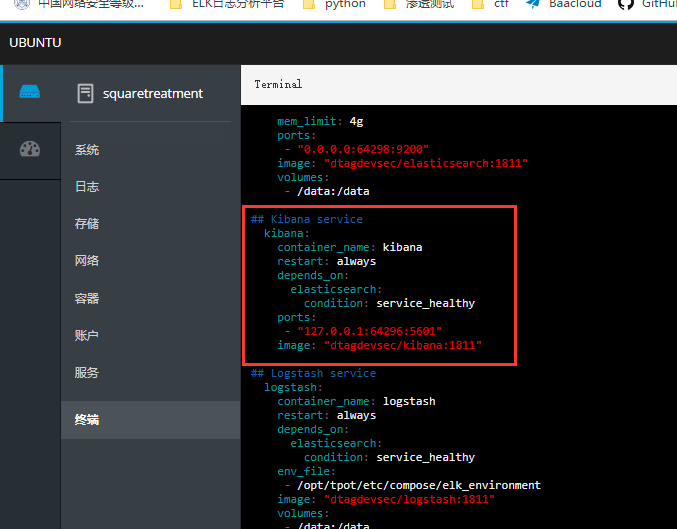 中国网络安全等级...
ELK日志分析平台
python
渗透测试
ctf
Baacloud
GitHu
UBUNTU
squaretreatment
系统
日志
存储
网络
容器
账户
服务
终端
Terminal
mem_limit: 4g
ports:
- "0.0.0.0:64298:9200"
image: "dtagdevsec/elasticsearch:1811"
volumes:
- /data:/data
## Kibana service
kibana:
container_name: kibana
restart: always
depends_on:
elasticsearch:
condition: service_healthy
ports:
- "127.0.0.1:64296:5601"
image: "dtagdevsec/kibana:1811"
## Logstash service
logstash:
container_name: logstash
restart: always
depends_on:
elasticsearch:
condition: service_healthy
env_file:
- /opt/tpot/etc/compose/elk_environment
image: "dtagdevsec/logstash:1811"
volumes:
- /data:/data